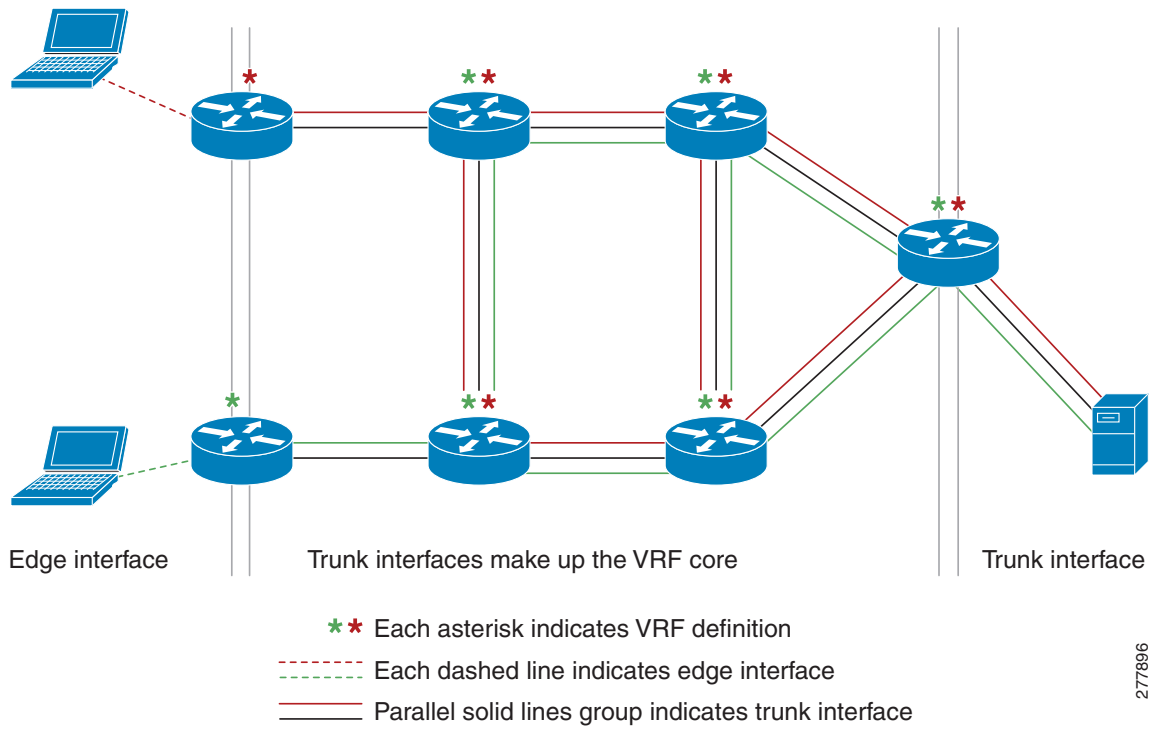 Edge interface
Trunk interfaces make up the VRF core
Trunk interface
** Each asterisk indicates VRF definition
Each dashed line indicates edge interface
Parallel solid lines group indicates trunk interface
277896